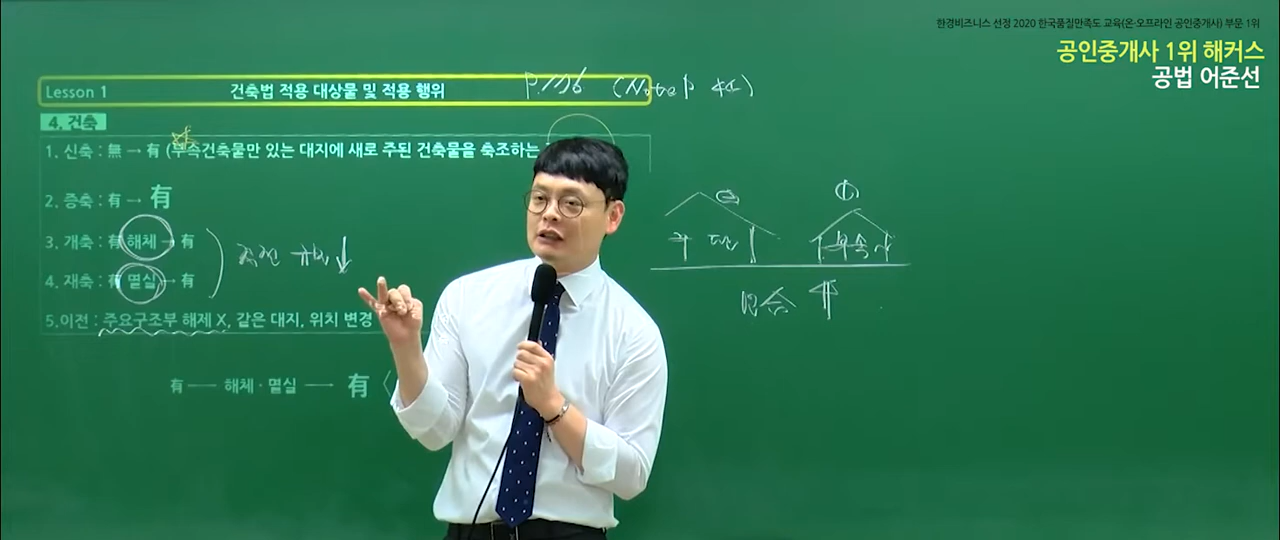 한경비즈니스 선정 2020 한국품질만족도 교육(온·오프라인 공인중개사) 부문 1위
공인중개사 1위 해커스
공법 어준선
Lesson 1 건축법 적용 대상물 및 적용 행위
4. 건축
1. 신축 : 無 → 有 (부속건축물만 있는 대지에 새로 주된 건축물을 축조하는
2. 증축 : 有 → 有
3. 개축 : 有 해체 → 有
4. 재축 : 有 멸실 → 有
5.이전 : 주요구조부 해체 X, 같은 대지, 위치 변경
有 해체 · 멸실 有
② ①
부속